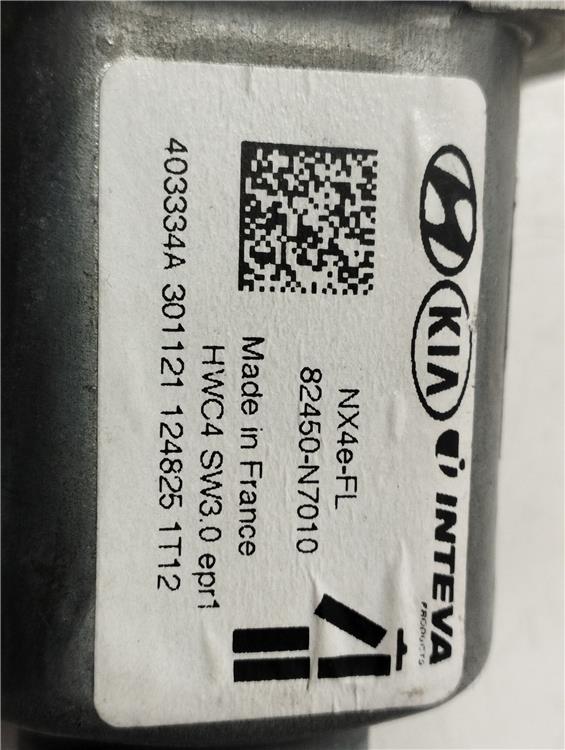 KIA INTEVA
PRODUCTS
NX4e-FL
82450-N7010
Made in France
HWC4 SW3.0 epr1
403334A 301121 124825 1T12